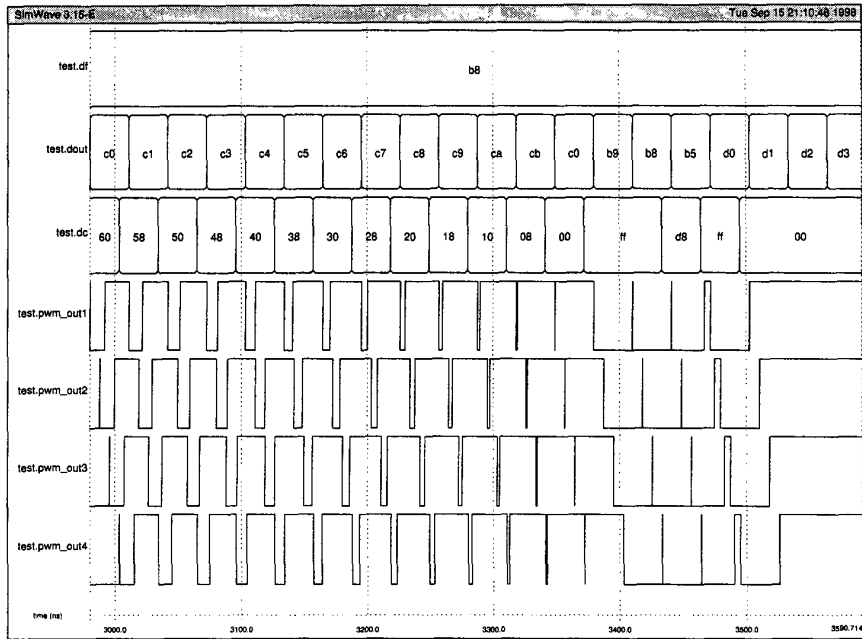 SimWave 3.15-E Tue Sep 15 21:10:46 1998
test.df b8
test.dout c0 c1 c2 c3 c4 c5 c6 c7 c8 c9 ca cb c0 b9 b8 b5 d0 d1 d2 d3
test.dc 60 58 50 48 40 38 30 28 20 18 10 08 00 ff d8 ff 00
test.pwm_out1
test.pwm_out2
test.pwm_out3
test.pwm_out4
time (ns) 3000.0 3100.0 3200.0 3300.0 3400.0 3500.0 3590.714